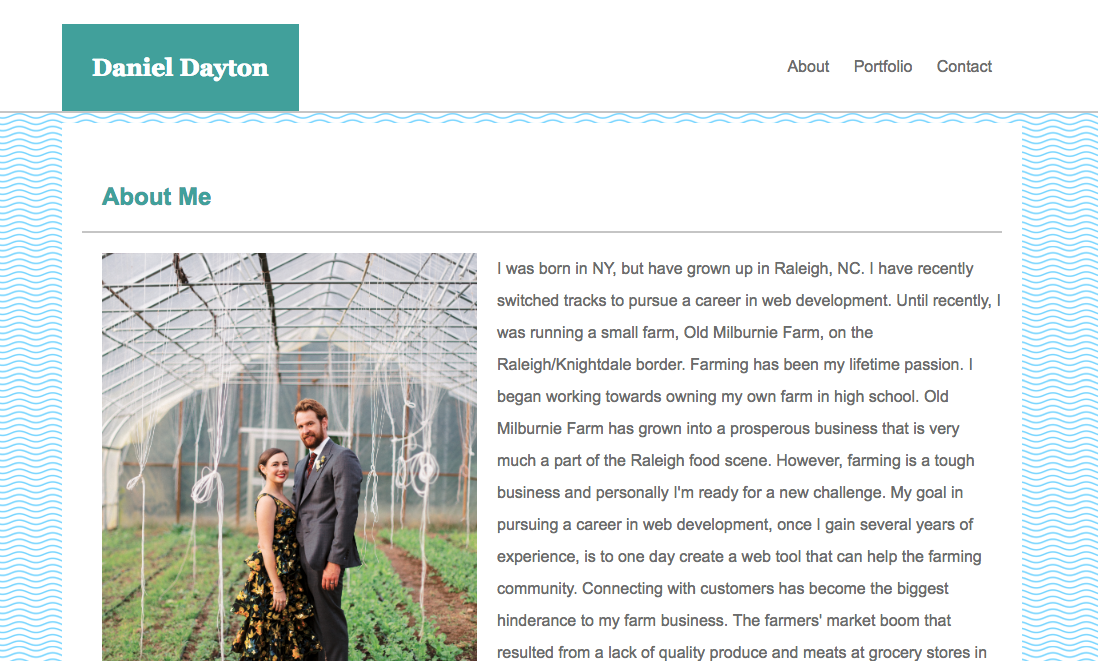 Daniel Dayton
About Portfolio Contact
About Me
I was born in NY, but have grown up in Raleigh, NC. I have recently
switched tracks to pursue a career in web development. Until recently, I
was running a small farm, Old Milburnie Farm, on the
Raleigh/Knightdale border. Farming has been my lifetime passion. I
began working towards owning my own farm in high school. Old
Milburnie Farm has grown into a prosperous business that is very
much a part of the Raleigh food scene. However, farming is a tough
business and personally I'm ready for a new challenge. My goal in
pursuing a career in web development, once I gain several years of
experience, is to one day create a web tool that can help the farming
community. Connecting with customers has become the biggest
hinderance to my farm business. The farmers' market boom that
resulted from a lack of quality produce and meats at grocery stores in